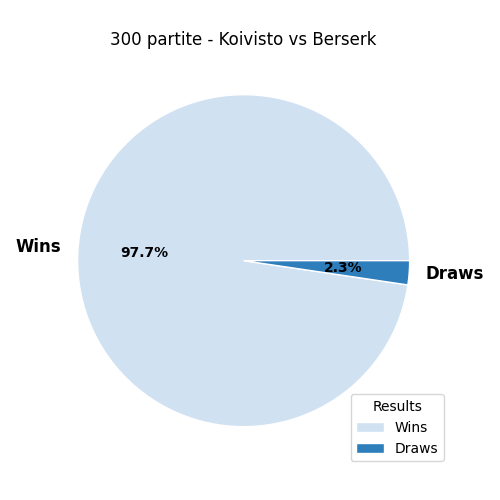 300 partite - Koivisto vs Berserk
Wins
97.7%
2.3%
Draws
Results
Wins
Draws